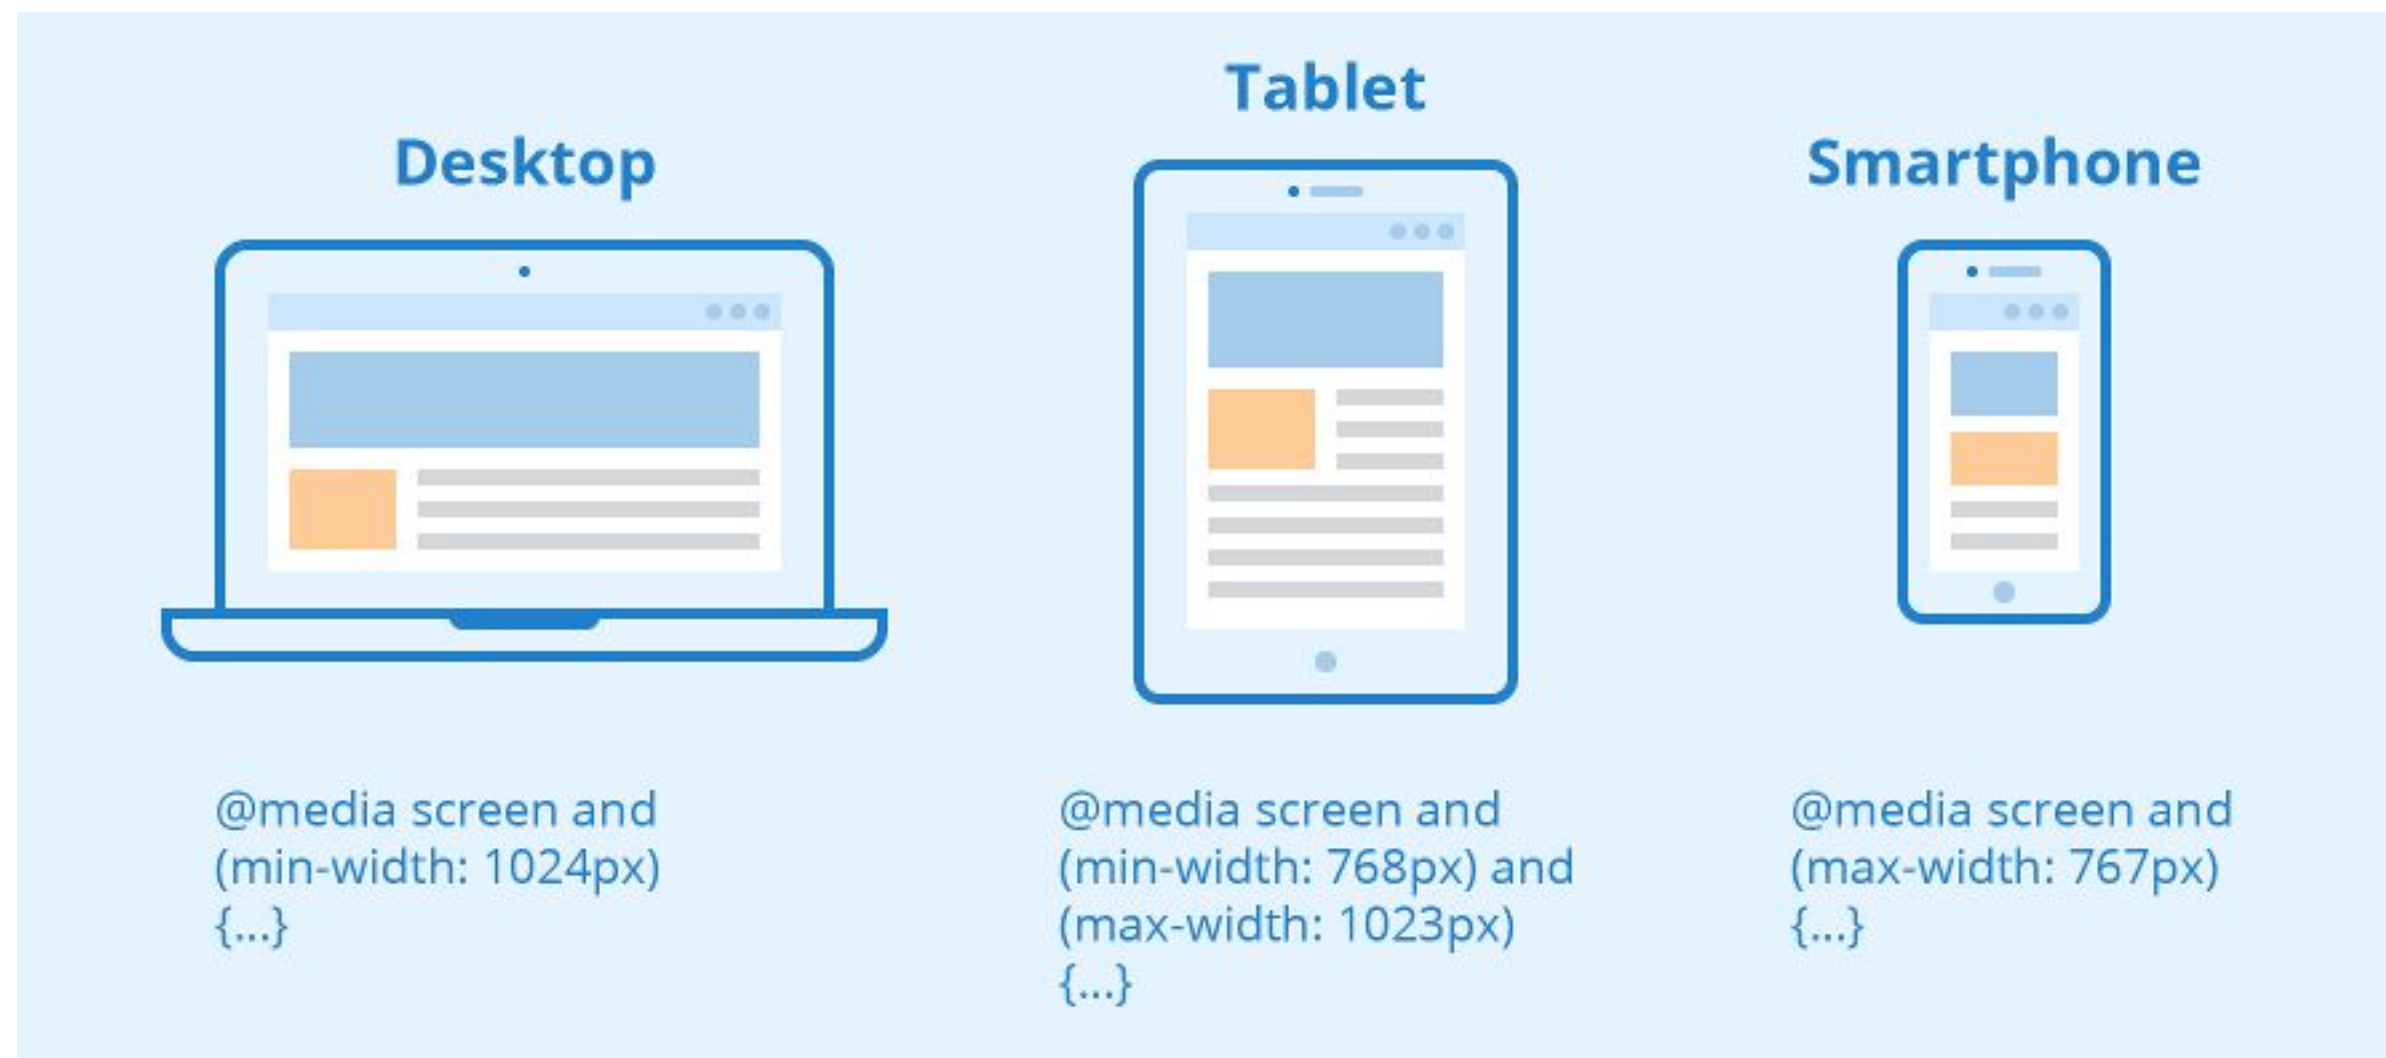 Desktop
@media screen and
(min-width: 1024px)
{...}
Tablet
@media screen and
(min-width: 768px) and
(max-width: 1023px)
{...}
Smartphone
@media screen and
(max-width: 767px)
{...}